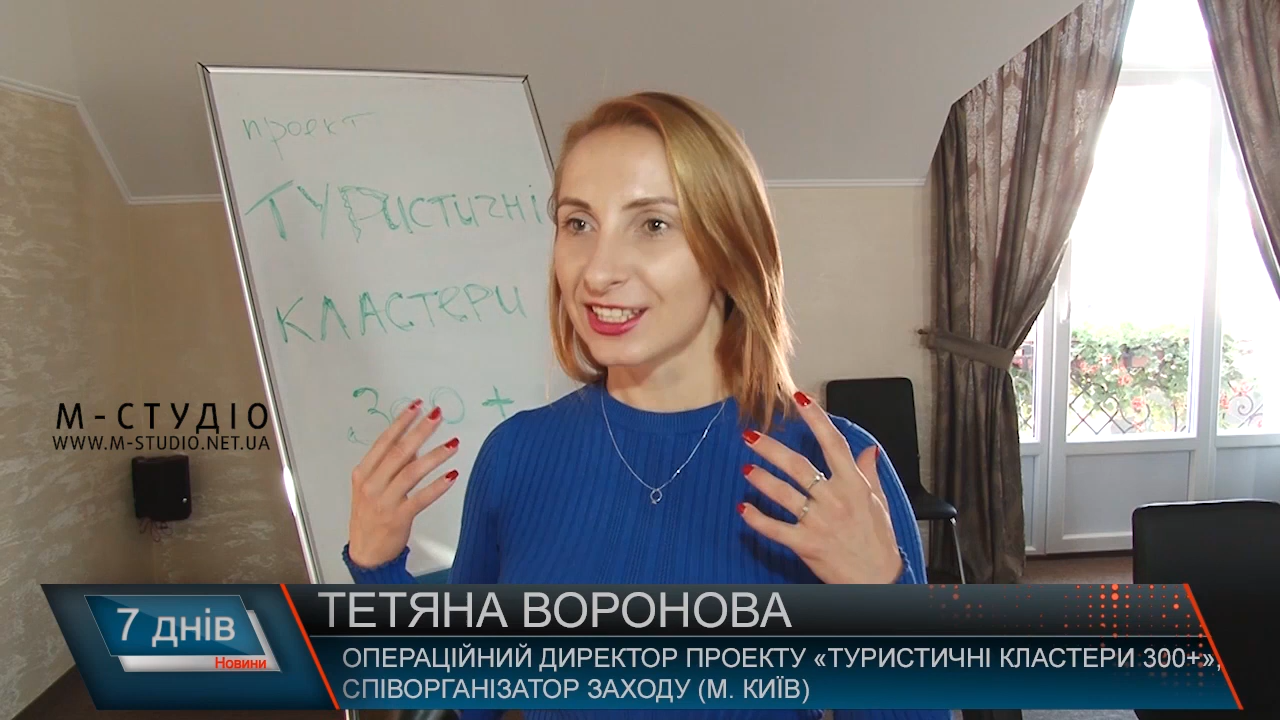 проект
ТУРистичні
КЛАСТЕРИ
300 +
М-СТУДІО
WWW.M-STUDIO.NET.UA
7 днів
Новини
ТЕТЯНА ВОРОНОВА
ОПЕРАЦІЙНИЙ ДИРЕКТОР ПРОЕКТУ «ТУРИСТИЧНІ КЛАСТЕРИ 300+»,
СПІВОРГАНІЗАТОР ЗАХОДУ (М. КИЇВ)